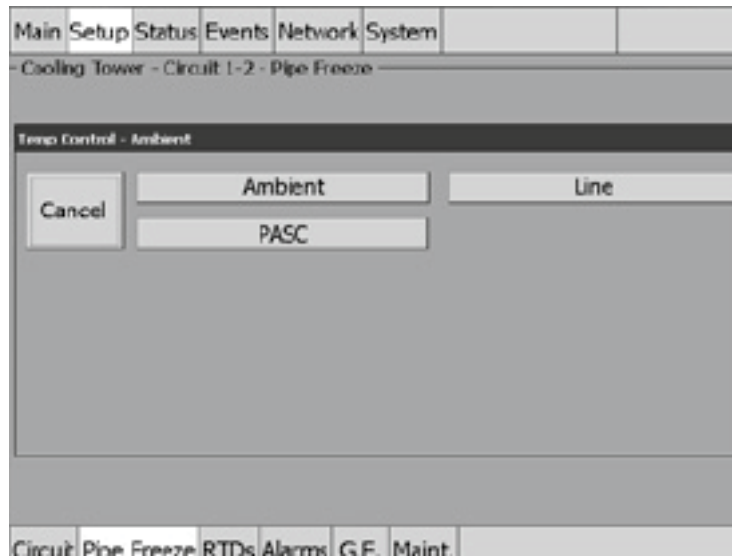 Main Setup Status Events Network System
Cooling Tower - Circuit 1-2 - Pipe Freeze
Temp Control - Ambient
Cancel
Ambient
Line
PASC
Circuit Pipe Freeze RTDs Alarms G.F. Maint.